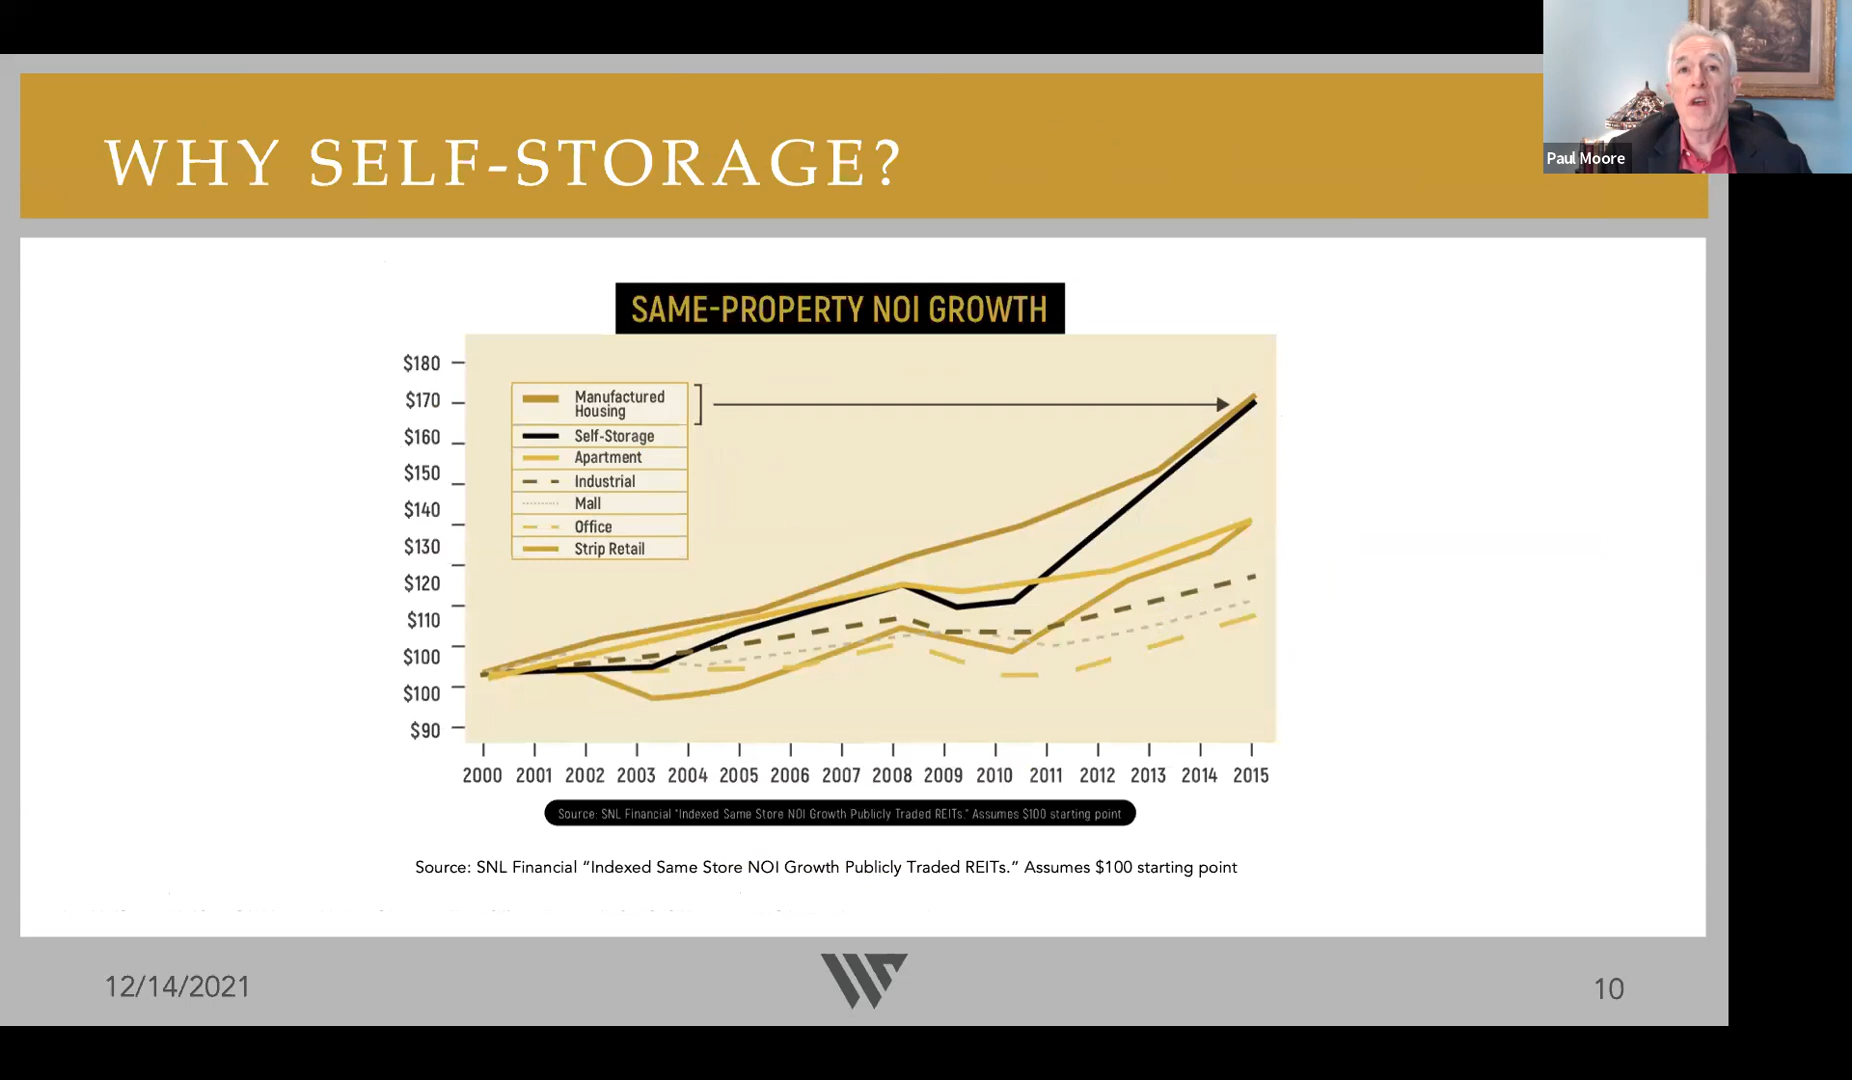 Paul Moore
WHY SELF-STORAGE?
SAME-PROPERTY NOI GROWTH
$180
$170
$160
$150
$140
$130
$120
$110
$100
$100
$90
Manufactured
Housing
Self-Storage
Apartment
Industrial
Mall
Office
Strip Retail
2000 2001 2002 2003 2004 2005 2006 2007 2008 2009 2010 2011 2012 2013 2014 2015
Source: SNL Financial "Indexed Same Store NOI Growth Publicly Traded REITs." Assumes $100 starting point
Source: SNL Financial “Indexed Same Store NOI Growth Publicly Traded REITs.” Assumes $100 starting point
12/14/2021
10